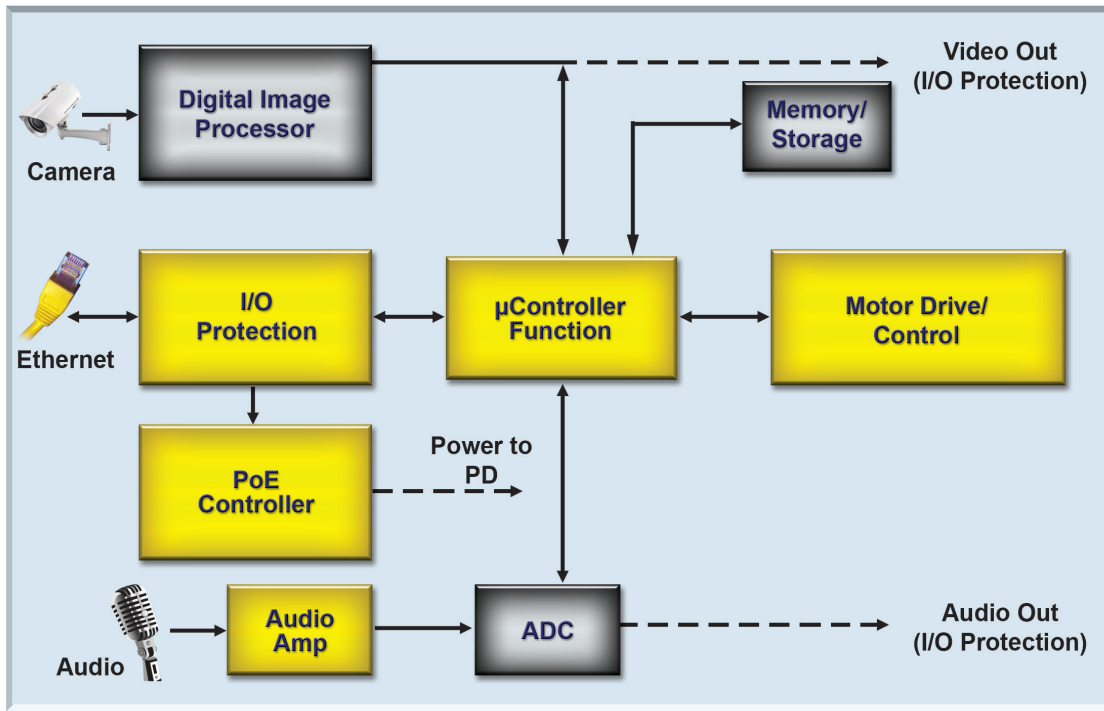 Video Out
(I/O Protection)
Digital Image
Processor
Memory/
Storage
Camera
I/O
Protection
µController
Function
Motor Drive/
Control
Ethernet
PoE
Controller
Power to
PD
Audio
Amp
ADC
Audio Out
(I/O Protection)
Audio